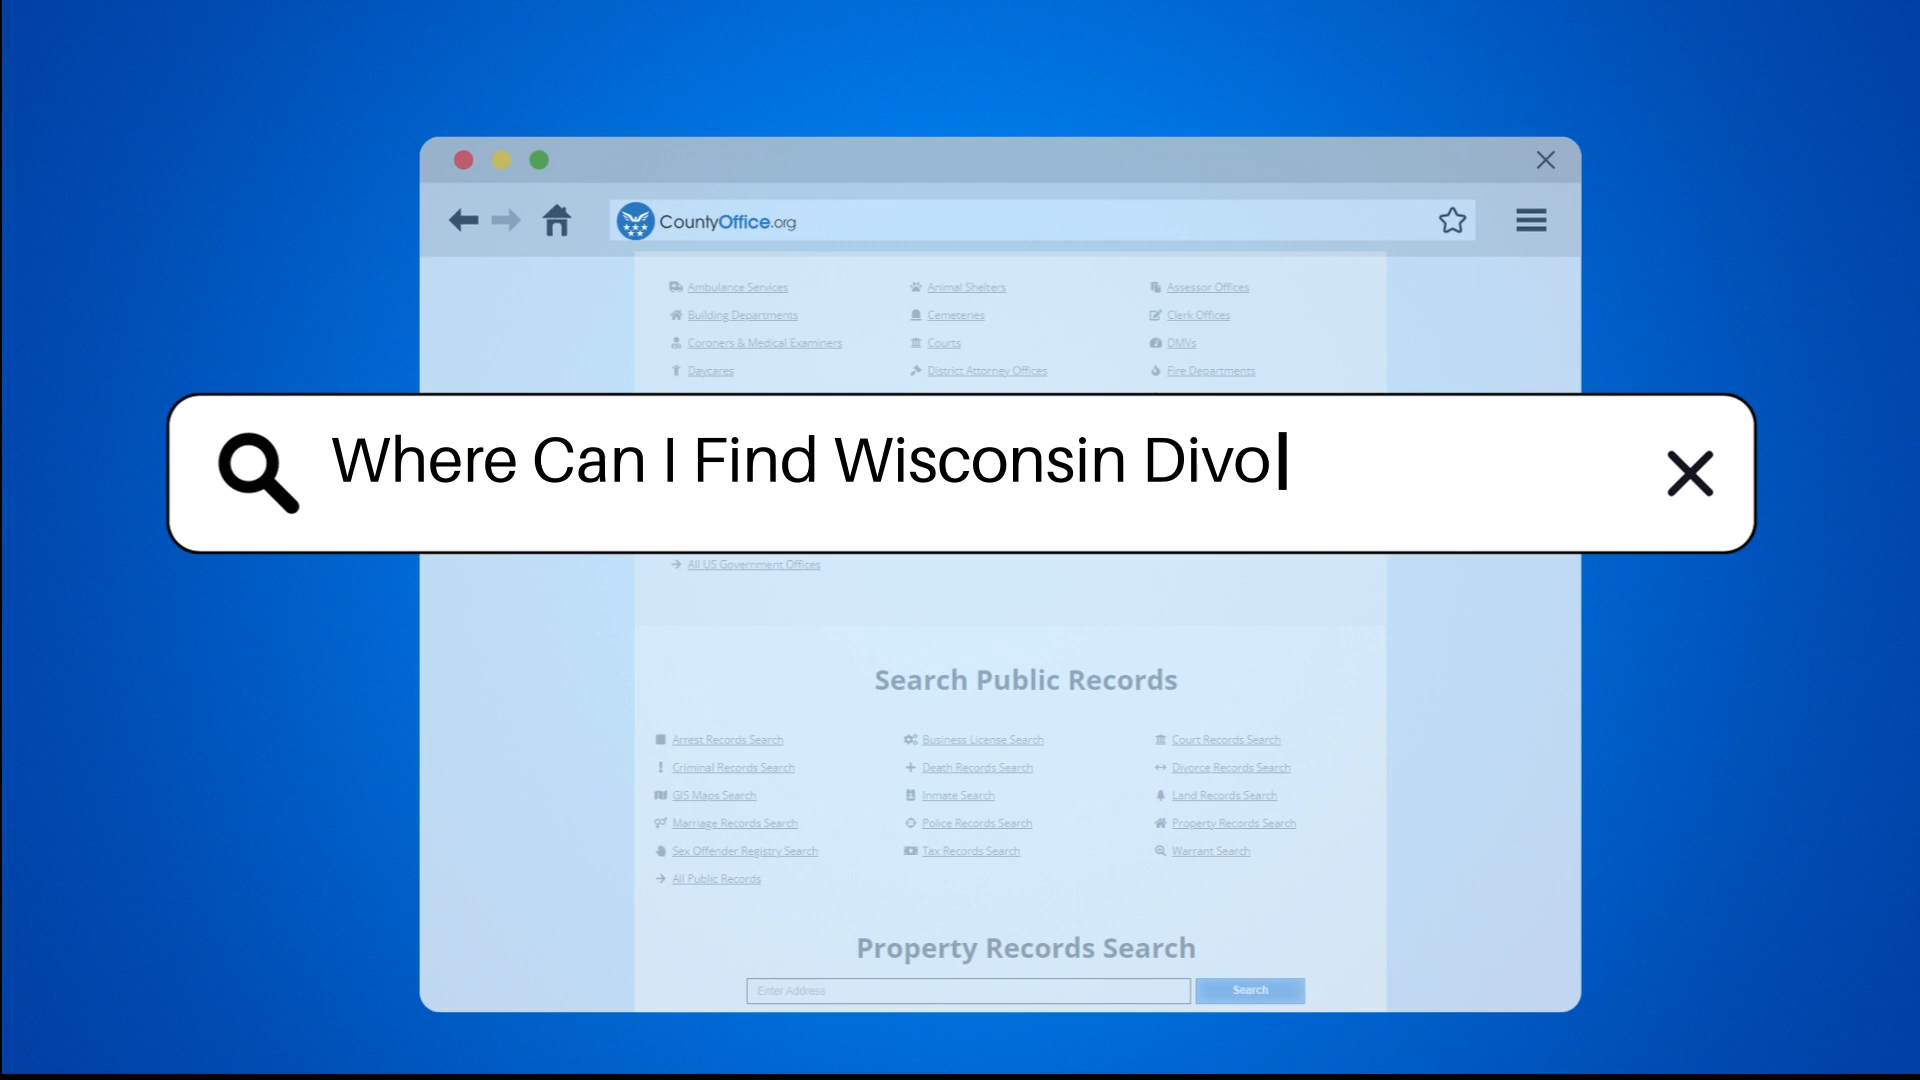 CountyOffice.org
Ambulance Services Animal Shelters Assessor Offices
Building Departments Cemeteries Clerk Offices
Coroners & Medical Examiners Courts DMVs
Daycares District Attorney Offices Fire Departments
Where Can I Find Wisconsin Divo
All US Government Offices
Search Public Records
Arrest Records Search Business License Search Court Records Search
Criminal Records Search Death Records Search Divorce Records Search
GIS Maps Search Inmate Search Land Records Search
Marriage Records Search Police Records Search Property Records Search
Sex Offender Registry Search Tax Records Search Warrant Search
All Public Records
Property Records Search
Enter Address Search